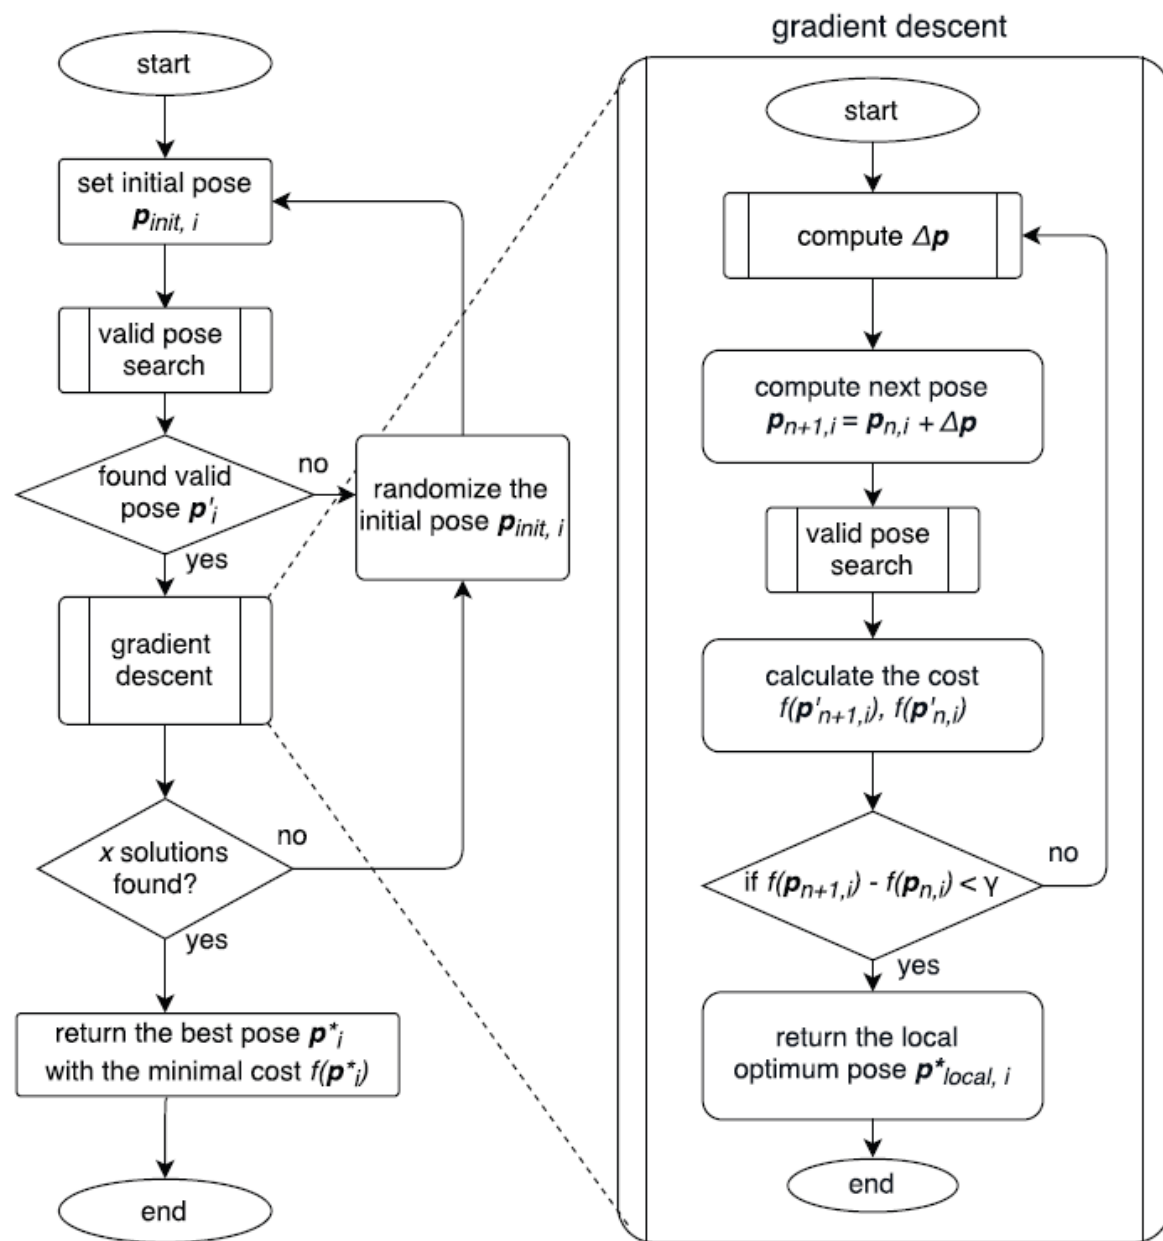 start
set initial pose
p_init, i
valid pose
search
found valid
pose p'_i
no
yes
randomize the
initial pose p_init, i
gradient
descent
x solutions
found?
no
yes
return the best pose p*_i
with the minimal cost f(p*_i)
end
gradient descent
start
compute Δp
compute next pose
p_n+1,i = p_n,i + Δp
valid pose
search
calculate the cost
f(p'_n+1,i), f(p'_n,i)
if f(p_n+1,i) - f(p_n,i) < γ
no
yes
return the local
optimum pose p*_local, i
end